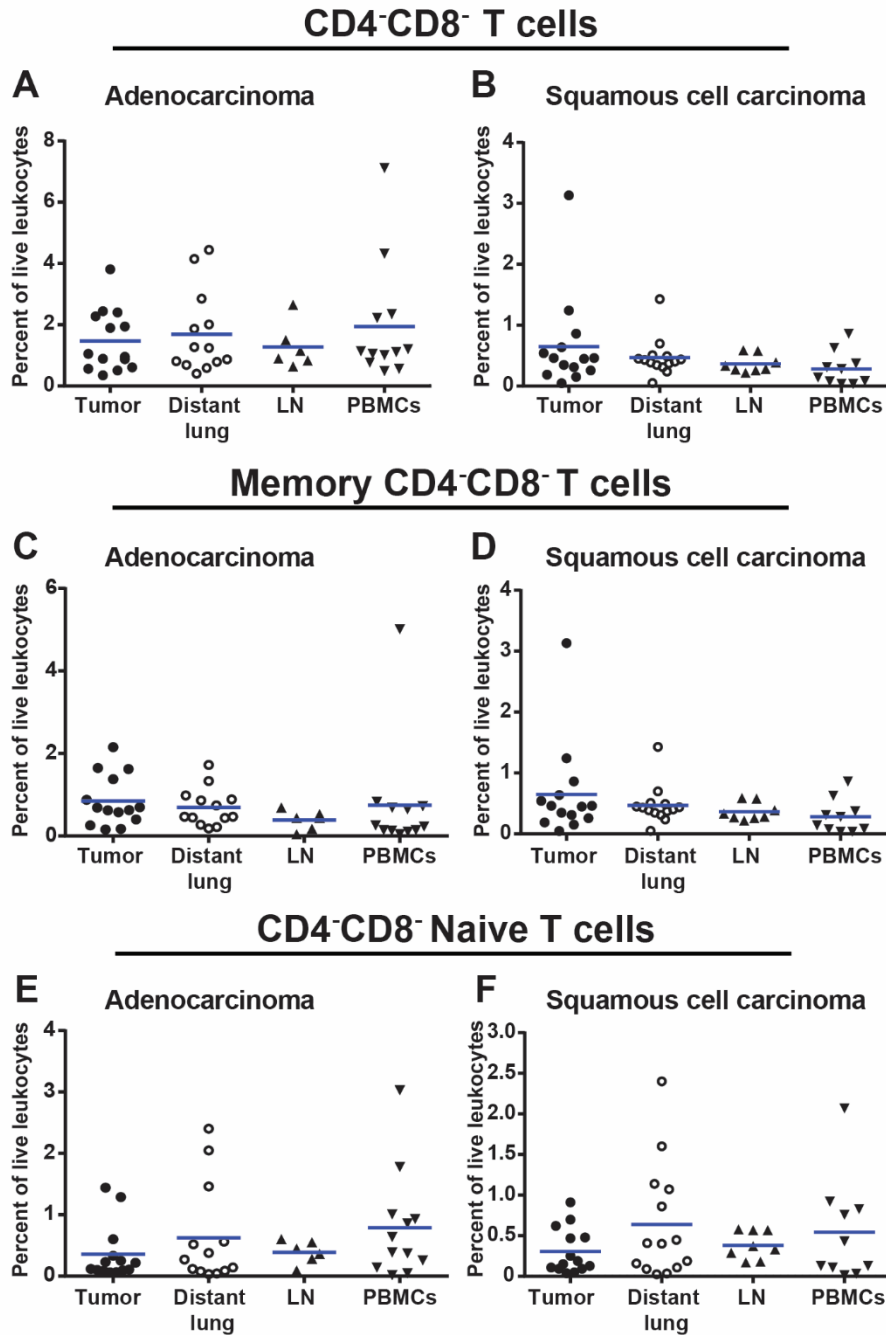 CD4⁻CD8⁻ T cells
A Adenocarcinoma
Percent of live leukocytes
8
6
4
2
0
Tumor Distant lung LN PBMCs
B Squamous cell carcinoma
Percent of live leukocytes
4
3
2
1
0
Tumor Distant lung LN PBMCs
Memory CD4⁻CD8⁻ T cells
C Adenocarcinoma
Percent of live leukocytes
6
4
2
0
Tumor Distant lung LN PBMCs
D Squamous cell carcinoma
Percent of live leukocytes
4
3
2
1
0
Tumor Distant lung LN PBMCs
CD4⁻CD8⁻ Naive T cells
E Adenocarcinoma
Percent of live leukocytes
4
3
2
1
0
Tumor Distant lung LN PBMCs
F Squamous cell carcinoma
Percent of live leukocytes
3.0
2.5
2.0
1.5
1.0
0.5
0
Tumor Distant lung LN PBMCs